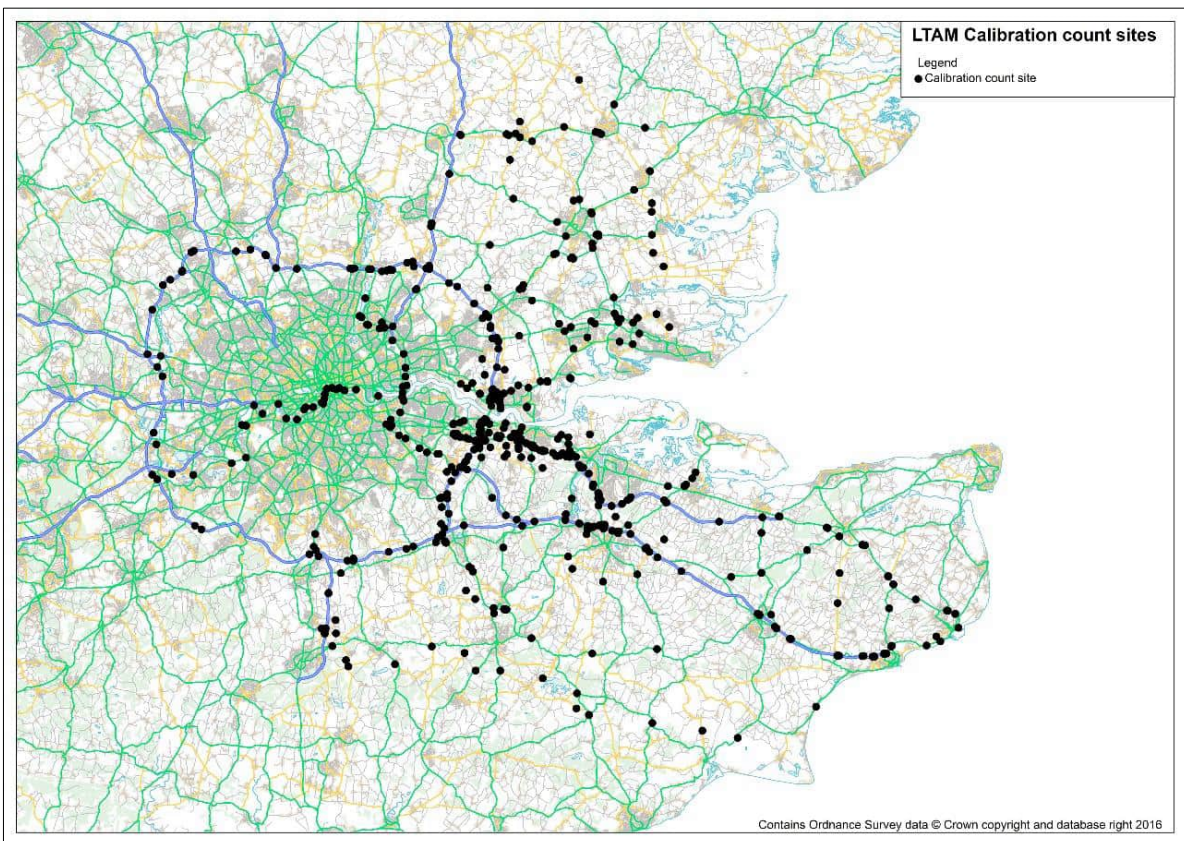 LTAM Calibration count sites
Legend
Calibration count site
Contains Ordnance Survey data © Crown copyright and database right 2016